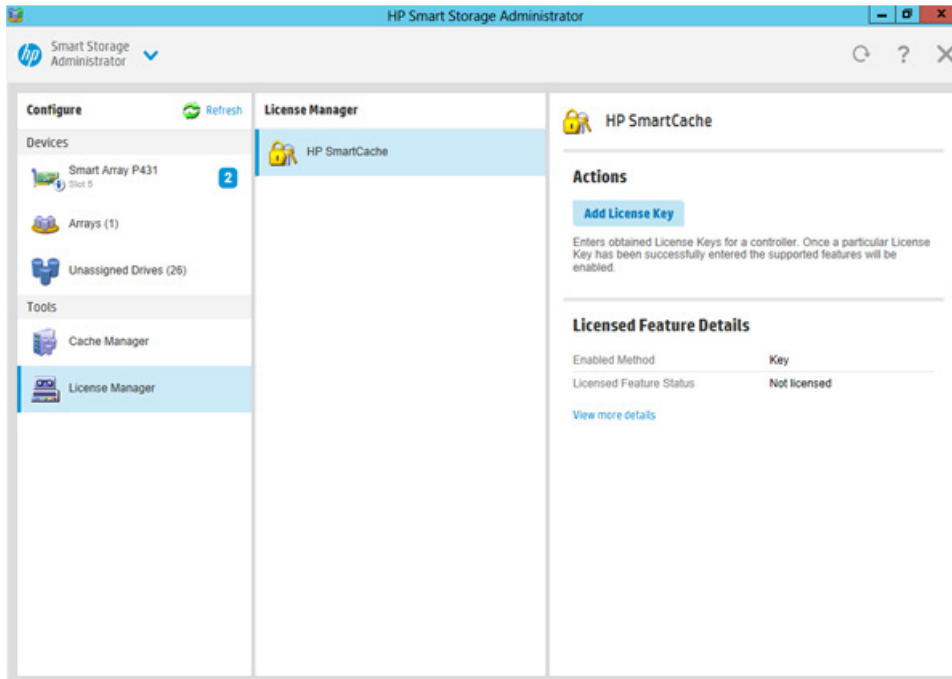 HP Smart Storage Administrator
hp
Smart Storage
Administrator
?
Configure
Refresh
Devices
Smart Array P431
Slot 5
2
Arrays (1)
Unassigned Drives (26)
Tools
Cache Manager
License Manager
License Manager
HP SmartCache
HP SmartCache
Actions
Add License Key
Enters obtained License Keys for a controller. Once a particular License
Key has been successfully entered the supported features will be
enabled.
Licensed Feature Details
Enabled Method Key
Licensed Feature Status Not licensed
View more details